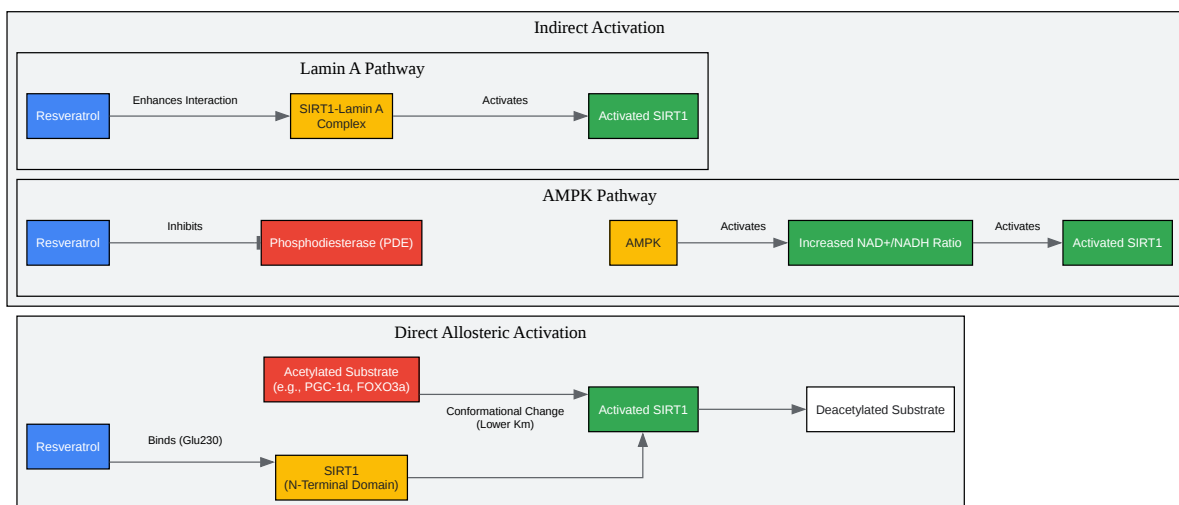 Indirect Activation
Lamin A Pathway
Resveratrol
Enhances Interaction
SIRT1-Lamin A
Complex
Activates
Activated SIRT1
AMPK Pathway
Resveratrol
Inhibits
Phosphodiesterase (PDE)
AMPK
Activates
Increased NAD+/NADH Ratio
Activates
Activated SIRT1
Direct Allosteric Activation
Acetylated Substrate
(e.g., PGC-1α, FOXO3a)
Conformational Change
(Lower Km)
Activated SIRT1
Deacetylated Substrate
Resveratrol
Binds (Glu230)
SIRT1
(N-Terminal Domain)